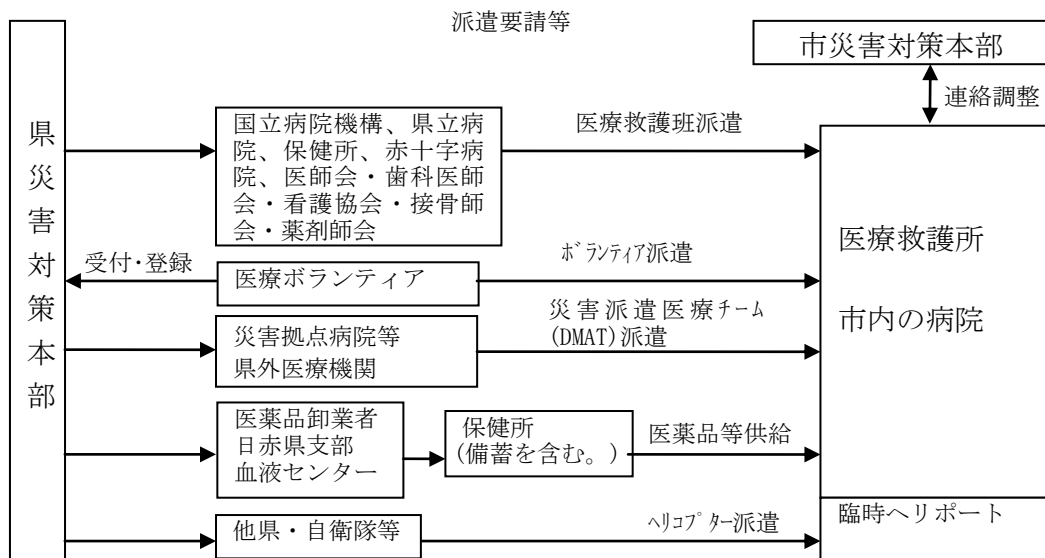 派遣要請等
市災害対策本部
連絡調整
県災害対策本部
国立病院機構、県立病
院、保健所、赤十字病
院、医師会・歯科医師
会・看護協会・接骨師
会・薬剤師会
医療救護班派遣
医療救護所
市内の病院
受付・登録
医療ボランティア
ﾎﾞﾗﾝﾃｨｱ派遣
災害拠点病院等
県外医療機関
災害派遣医療ﾁｰﾑ
(DMAT)派遣
医薬品卸業者
日赤県支部
血液センター
保健所
(備蓄を含む。)
医薬品等供給
他県・自衛隊等
ﾍﾘｺﾌﾟﾀｰ派遣
臨時ヘリポート